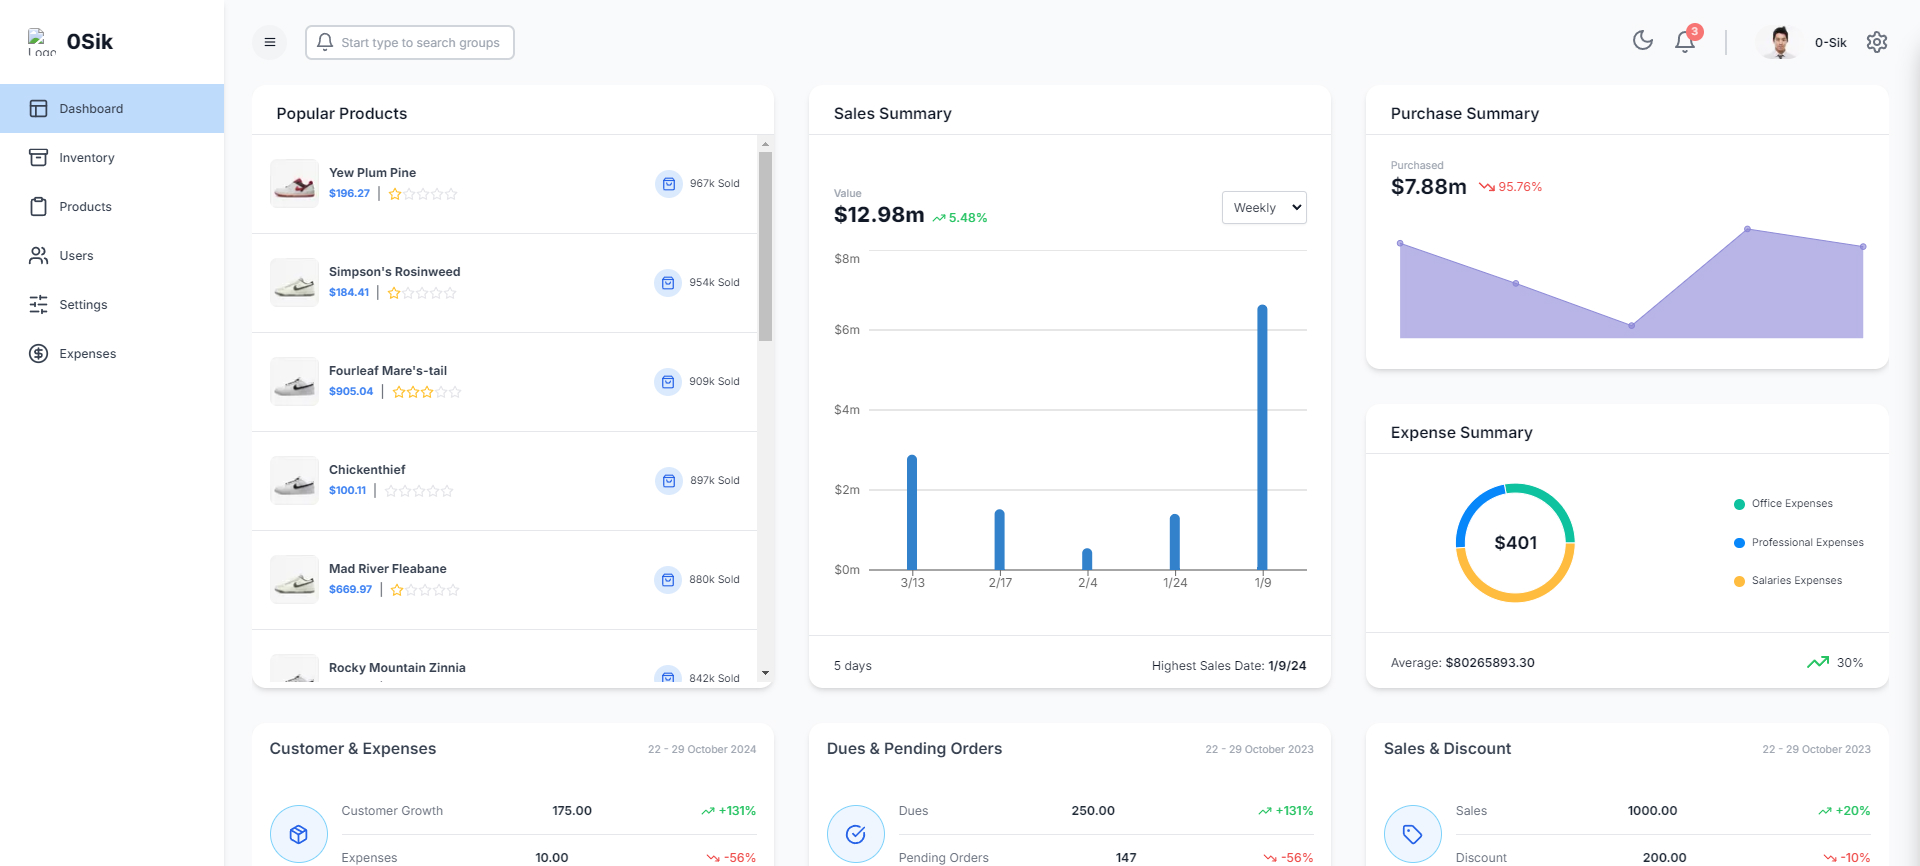 Logo
0Sik
Start type to search groups
3
0-Sik
Dashboard
Inventory
Products
Users
Settings
Expenses
Popular Products
Yew Plum Pine
$196.27 |
967k Sold
Simpson's Rosinweed
$184.41 |
954k Sold
Fourleaf Mare's-tail
$905.04 |
909k Sold
Chickenthief
$100.11 |
897k Sold
Mad River Fleabane
$669.97 |
880k Sold
Rocky Mountain Zinnia
842k Sold
Sales Summary
Value
$12.98m 5.48%
Weekly
$8m
$6m
$4m
$2m
$0m
3/13 2/17 2/4 1/24 1/9
5 days
Highest Sales Date: 1/9/24
Purchase Summary
Purchased
$7.88m 95.76%
Expense Summary
$401
Office Expenses
Professional Expenses
Salaries Expenses
Average: $80265893.30
30%
Customer & Expenses
22 - 29 October 2024
Customer Growth 175.00 +131%
Expenses 10.00 -56%
Dues & Pending Orders
22 - 29 October 2023
Dues 250.00 +131%
Pending Orders 147 -56%
Sales & Discount
22 - 29 October 2023
Sales 1000.00 +20%
Discount 200.00 -10%